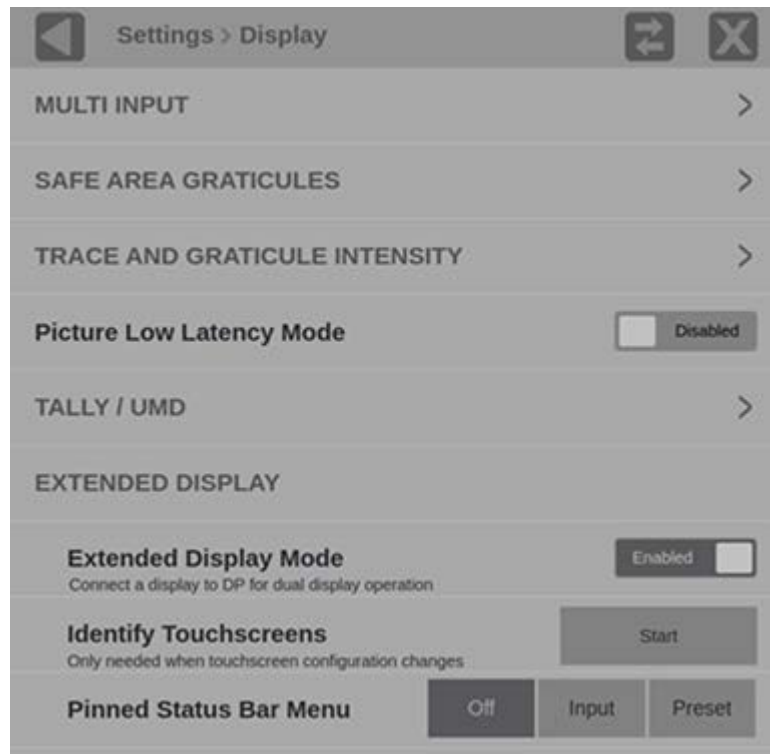 Settings > Display
MULTI INPUT
SAFE AREA GRATICULES
TRACE AND GRATICULE INTENSITY
Picture Low Latency Mode Disabled
TALLY / UMD
EXTENDED DISPLAY
Extended Display Mode Enabled
Connect a display to DP for dual display operation
Identify Touchscreens Start
Only needed when touchscreen configuration changes
Pinned Status Bar Menu Off Input Preset